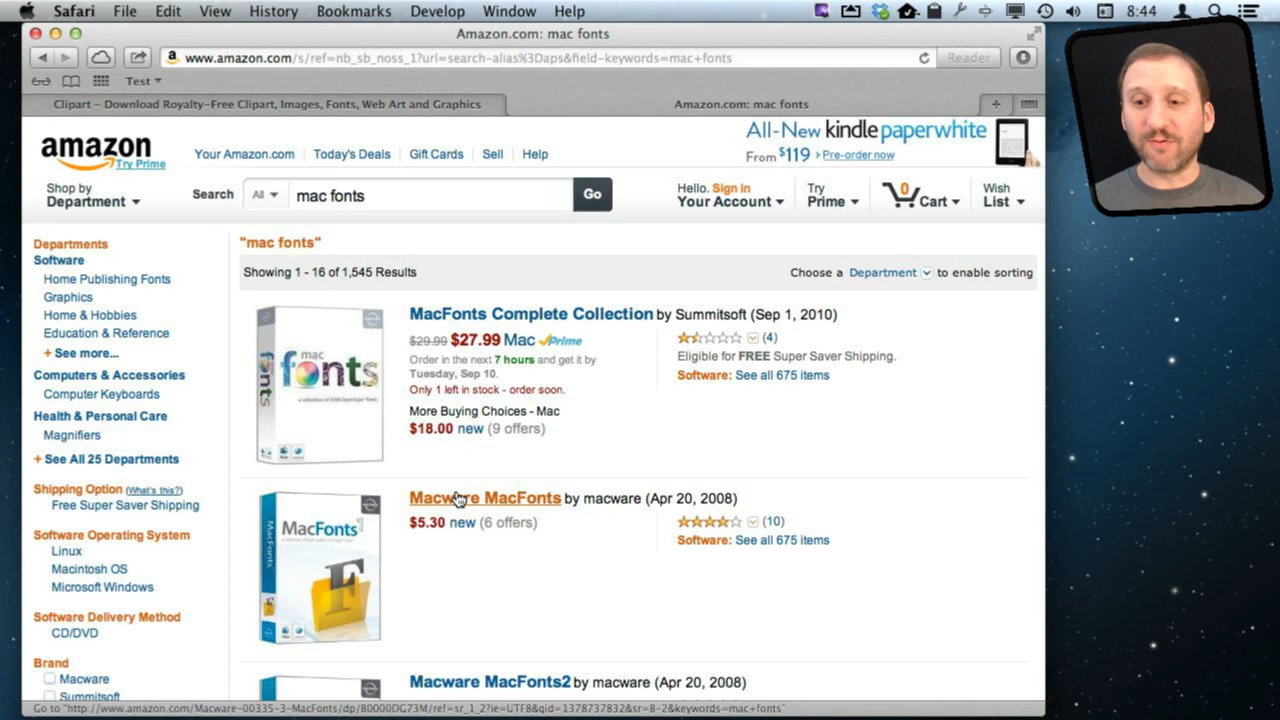 Safari File Edit View History Bookmarks Develop Window Help 8:44
Amazon.com: mac fonts
www.amazon.com/s/ref=nb_sb_noss_1?url=search-alias%3Daps&field-keywords=mac+fonts Reader
Test
Clipart – Download Royalty-Free Clipart, Images, Fonts, Web Art and Graphics
Amazon.com: mac fonts
amazon
Try Prime
Your Amazon.com Today's Deals Gift Cards Sell Help
All-New kindle paperwhite
From $119 > Pre-order now
Shop by
Department
Search All mac fonts Go
Hello. Sign in
Your Account
Try
Prime
0
Cart
Wish
List
Departments
Software
Home Publishing Fonts
Graphics
Home & Hobbies
Education & Reference
+ See more...
Computers & Accessories
Computer Keyboards
Health & Personal Care
Magnifiers
+ See All 25 Departments
Shipping Option (What's this?)
Free Super Saver Shipping
Software Operating System
Linux
Macintosh OS
Microsoft Windows
Software Delivery Method
CD/DVD
Brand
Macware
Summitsoft
"mac fonts"
Showing 1 - 16 of 1,545 Results
Choose a Department to enable sorting
mac
fonts
fonts
MacFonts Complete Collection by Summitsoft (Sep 1, 2010)
$29.99 $27.99 Mac Prime
Order in the next 7 hours and get it by
Tuesday, Sep 10.
Only 1 left in stock - order soon.
More Buying Choices - Mac
$18.00 new (9 offers)
(4)
Eligible for FREE Super Saver Shipping.
Software: See all 675 items
MacFonts
MacFonts
F
Macware MacFonts by macware (Apr 20, 2008)
$5.30 new (6 offers)
(10)
Software: See all 675 items
Macware MacFonts2 by macware (Apr 20, 2008)
Go to "http://www.amazon.com/Macware-00335-3-MacFonts/dp/B0000DG73M/ref=sr_1_2?ie=UTF8&qid=1378737832&sr=8-2&keywords=mac+fonts"